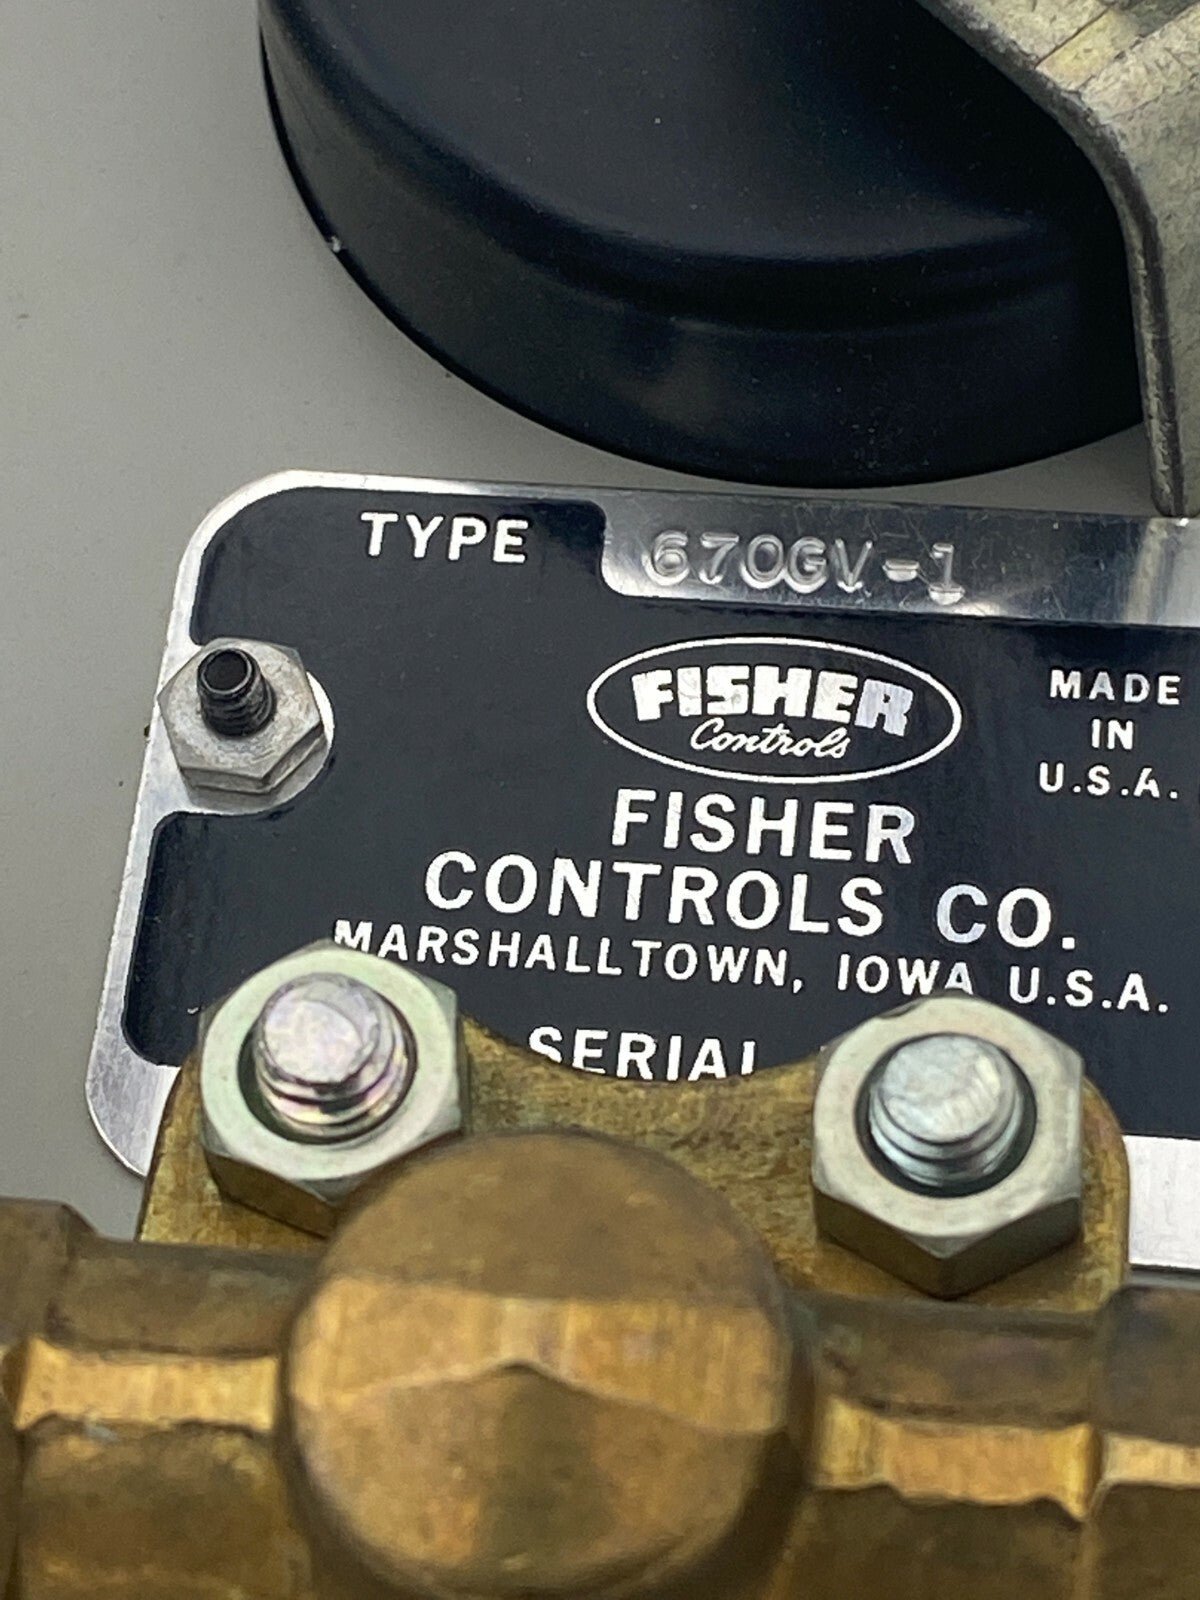 TYPE 670GV-1
FISHER
Controls
MADE
IN
U.S.A.
FISHER
CONTROLS CO.
MARSHALLTOWN, IOWA U.S.A.
SERIAL